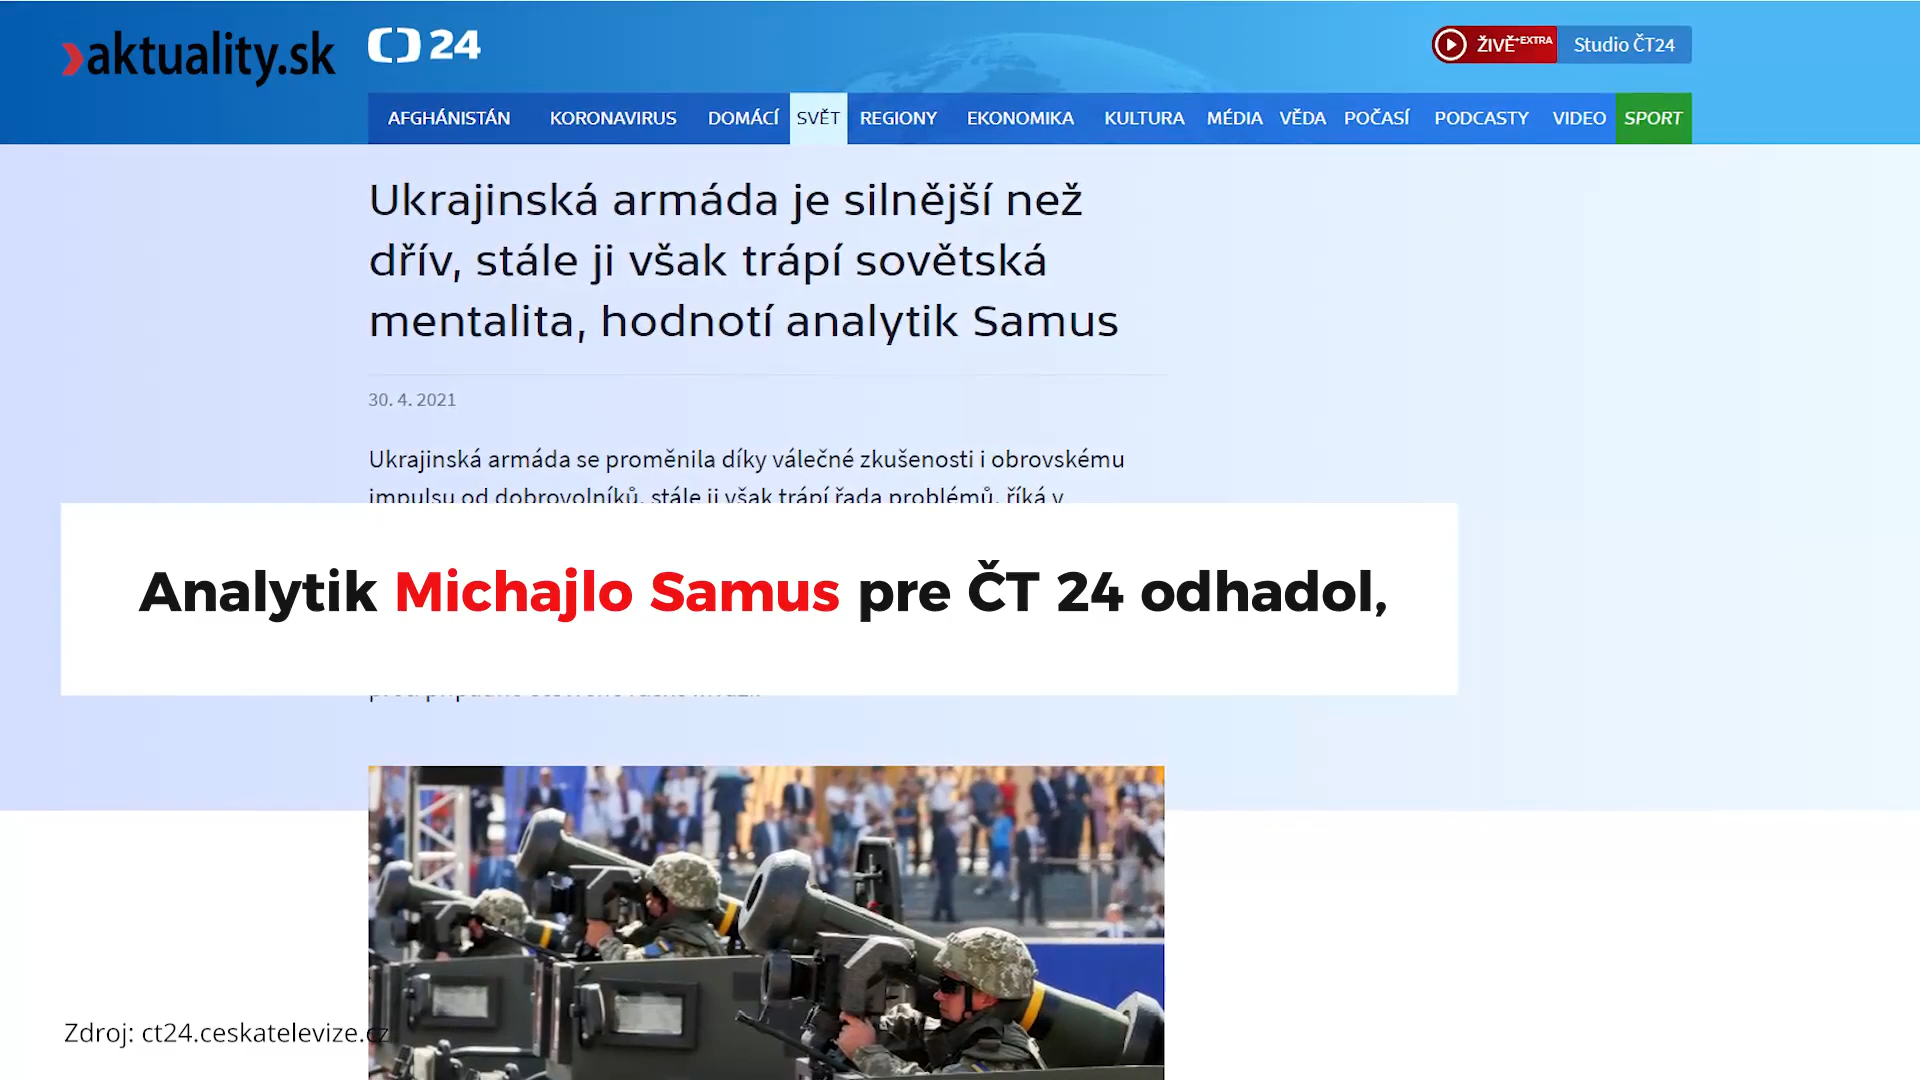 aktuality.sk
24
ŽIVĚ+EXTRA
Studio ČT24
AFGHÁNISTÁN KORONAVIRUS DOMÁCÍ SVĚT REGIONY EKONOMIKA KULTURA MÉDIA VĚDA POČASÍ PODCASTY VIDEO SPORT
Ukrajinská armáda je silnější než
dřív, stále ji však trápí sovětská
mentalita, hodnotí analytik Samus
30. 4. 2021
Ukrajinská armáda se proměnila díky válečné zkušenosti i obrovskému
impulsu od dobrovolníků, stále ji však trápí řada problémů, říká v
Analytik Michajlo Samus pre ČT 24 odhadol,
Zdroj: ct24.ceskatelevize.cz